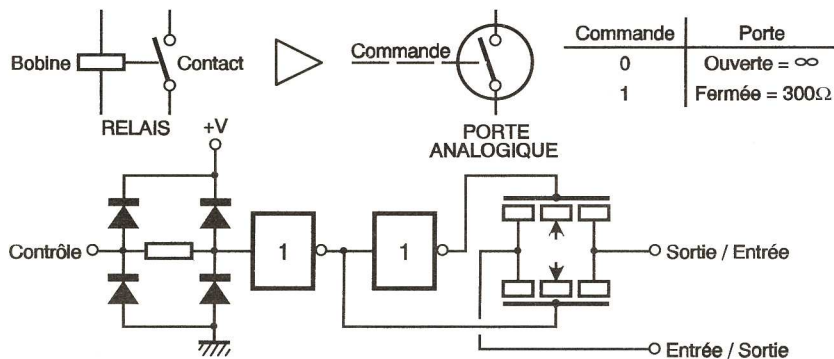 Bobine
Contact
RELAIS
Commande
PORTE
ANALOGIQUE
Commande Porte
0 Ouverte = ∞
1 Fermée = 300Ω
+V
Contrôle
1
1
Sortie / Entrée
Entrée / Sortie